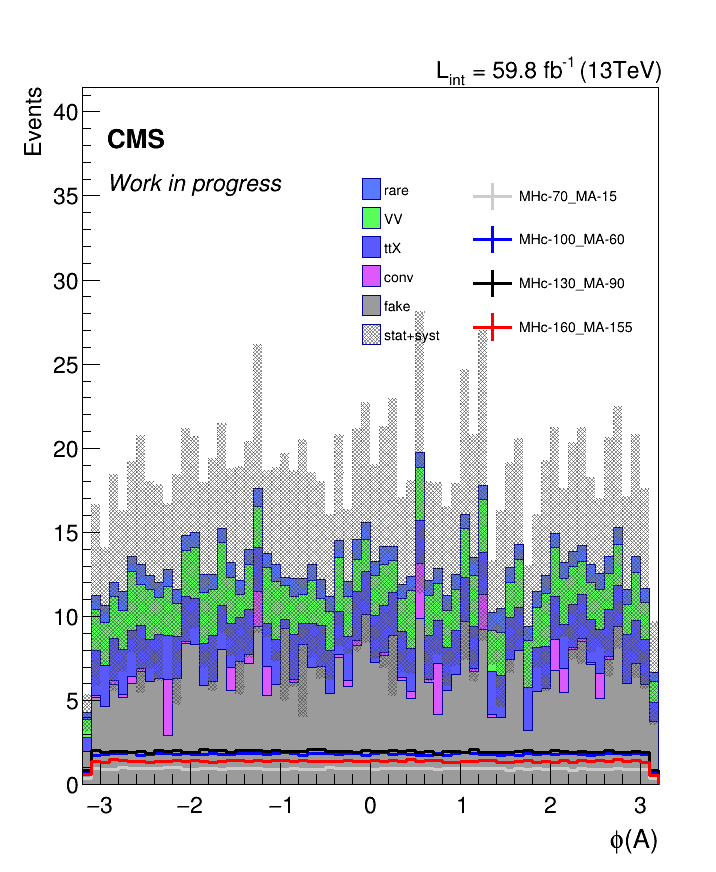 L_int = 59.8 fb^-1 (13TeV)
Events
CMS
Work in progress
rare
VV
ttX
conv
fake
stat+syst
MHc-70_MA-15
MHc-100_MA-60
MHc-130_MA-90
MHc-160_MA-155
40
35
30
25
20
15
10
5
0
−3 −2 −1 0 1 2 3
ϕ(A)